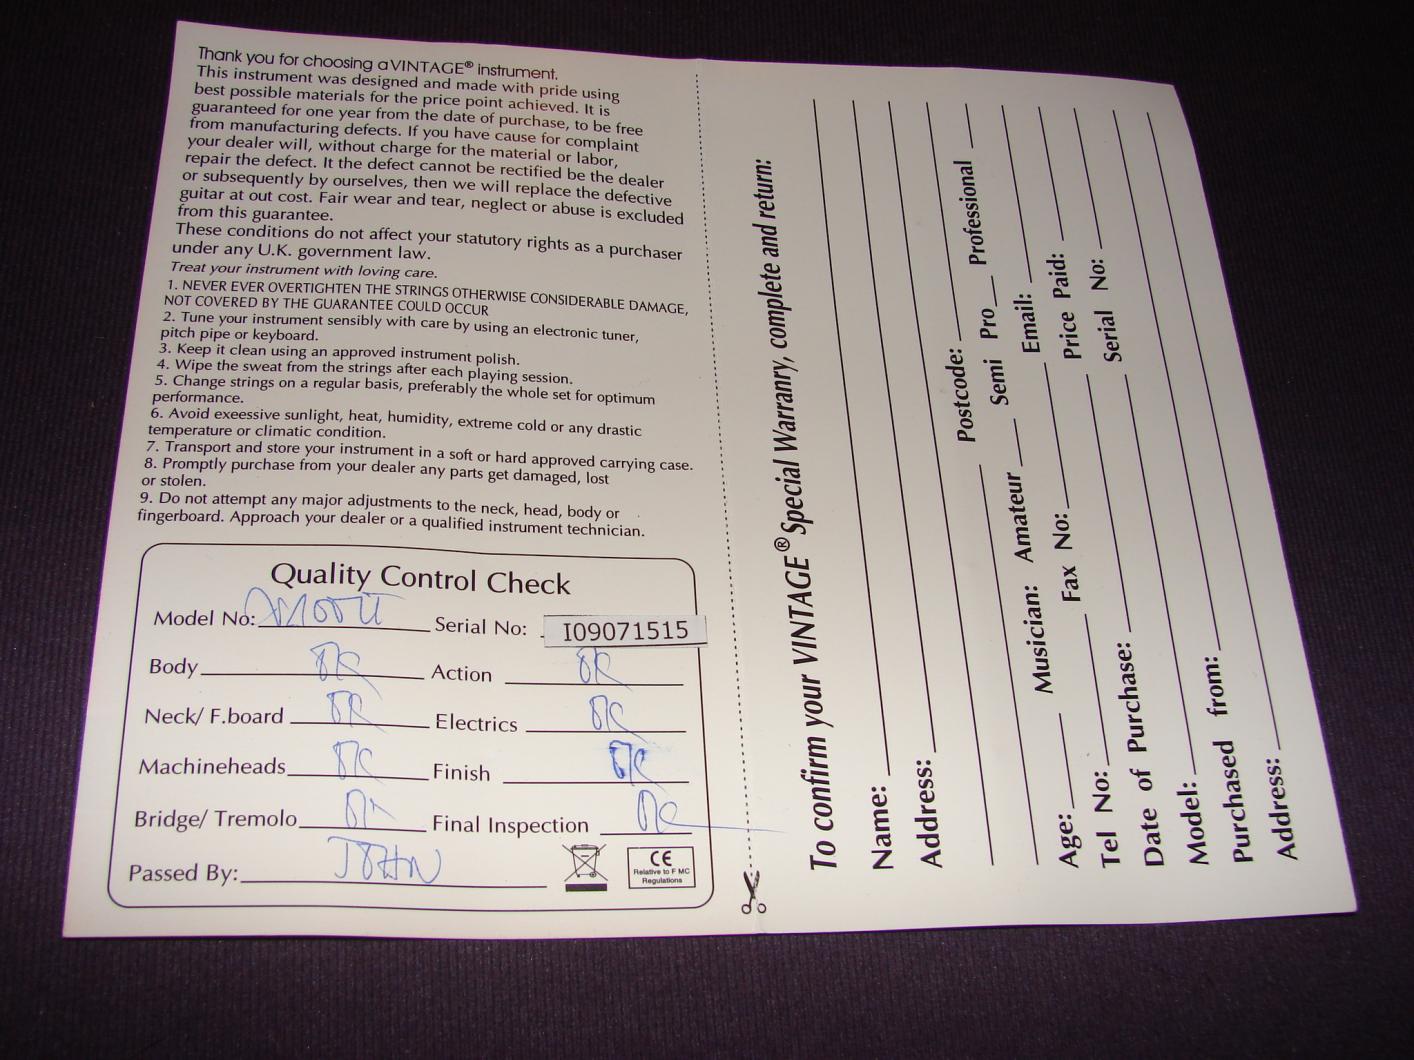 Thank you for choosing a VINTAGE® instrument.
This instrument was designed and made with pride using
best possible materials for the price point achieved. It is
guaranteed for one year from the date of purchase, to be free
from manufacturing defects. If you have cause for complaint
your dealer will, without charge for the material or labor,
repair the defect. It the defect cannot be rectified be the dealer
or subsequently by ourselves, then we will replace the defective
guitar at out cost. Fair wear and tear, neglect or abuse is excluded
from this guarantee.
These conditions do not affect your statutory rights as a purchaser
under any U.K. government law.
Treat your instrument with loving care.
1. NEVER EVER OVERTIGHTEN THE STRINGS OTHERWISE CONSIDERABLE DAMAGE,
NOT COVERED BY THE GUARANTEE COULD OCCUR
2. Tune your instrument sensibly with care by using an electronic tuner,
pitch pipe or keyboard.
3. Keep it clean using an approved instrument polish.
4. Wipe the sweat from the strings after each playing session.
5. Change strings on a regular basis, preferably the whole set for optimum
performance.
6. Avoid exeessive sunlight, heat, humidity, extreme cold or any drastic
temperature or climatic condition.
7. Transport and store your instrument in a soft or hard approved carrying case.
8. Promptly purchase from your dealer any parts get damaged, lost
or stolen.
9. Do not attempt any major adjustments to the neck, head, body or
fingerboard. Approach your dealer or a qualified instrument technician.
Quality Control Check
Model No: Serial No: I09071515
Body OK Action OK
Neck/ F.board OK Electrics OK
Machineheads OK Finish OK
Bridge/ Tremolo OK Final Inspection OK
Passed By: JOHN
CE
Relative to F MC
Regulations
To confirm your VINTAGE® Special Warranry, complete and return:
Name:
Address:
Postcode:
Musician: Amateur Semi Pro Professional
Age: Fax No: Email:
Tel No: Price Paid:
Date of Purchase: Serial No:
Model:
Purchased from:
Address: